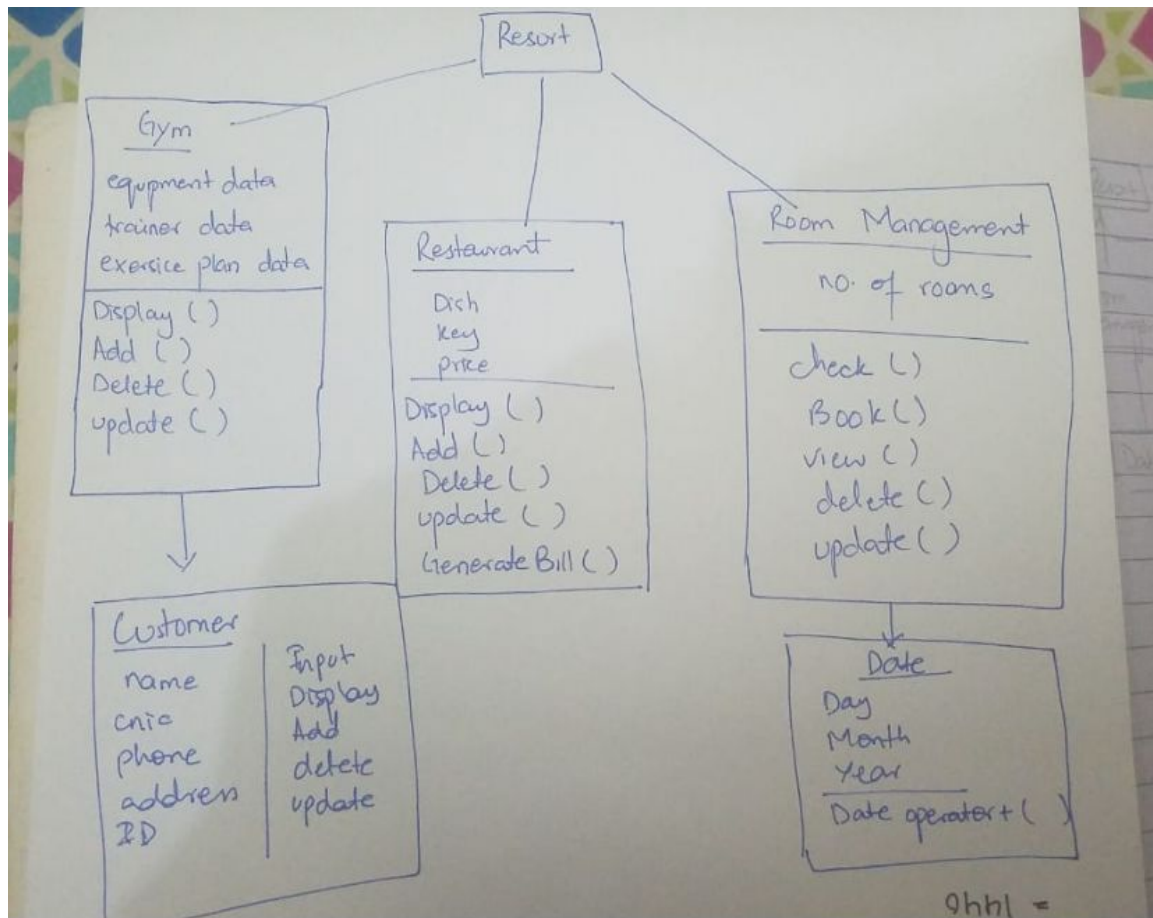 Resort
Gym
equpment data
trainer data
exersice plan data
Display ( )
Add ( )
Delete ( )
update ( )
Restaurant
Dish
key
price
Display ( )
Add ( )
Delete ( )
update ( )
Generate Bill ( )
Room Management
no. of rooms
check ( )
Book ( )
view ( )
delete ( )
update ( )
Customer
name
cnic
phone
address
ID
Input
Display
Add
delete
update
Date
Day
Month
Year
Date operator+ ( )